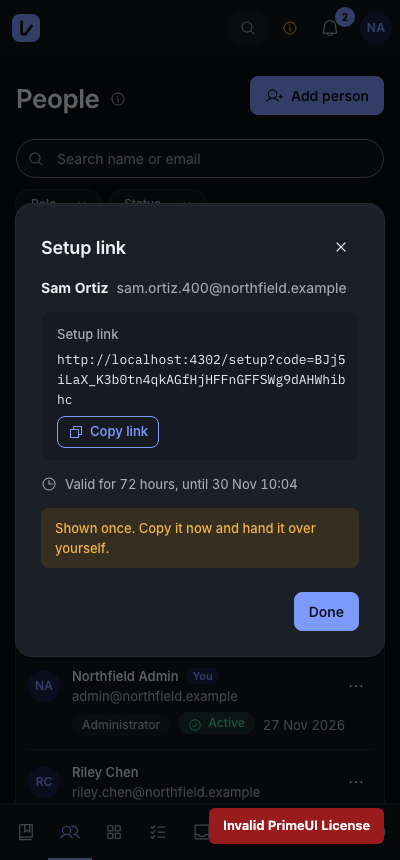 2
NA
People
Add person
Search name or email
Role
Status
Setup link
Sam Ortiz sam.ortiz.400@northfield.example
Setup link
http://localhost:4302/setup?code=BJj5
iLaX_K3b0tn4qkAGfHjHFFnGFFSWg9dAHWhib
hc
Copy link
Valid for 72 hours, until 30 Nov 10:04
Shown once. Copy it now and hand it over
yourself.
Done
NA
Northfield Admin You
admin@northfield.example
Administrator Active 27 Nov 2026
RC
Riley Chen
riley.chen@northfield.example
Invalid PrimeUI License